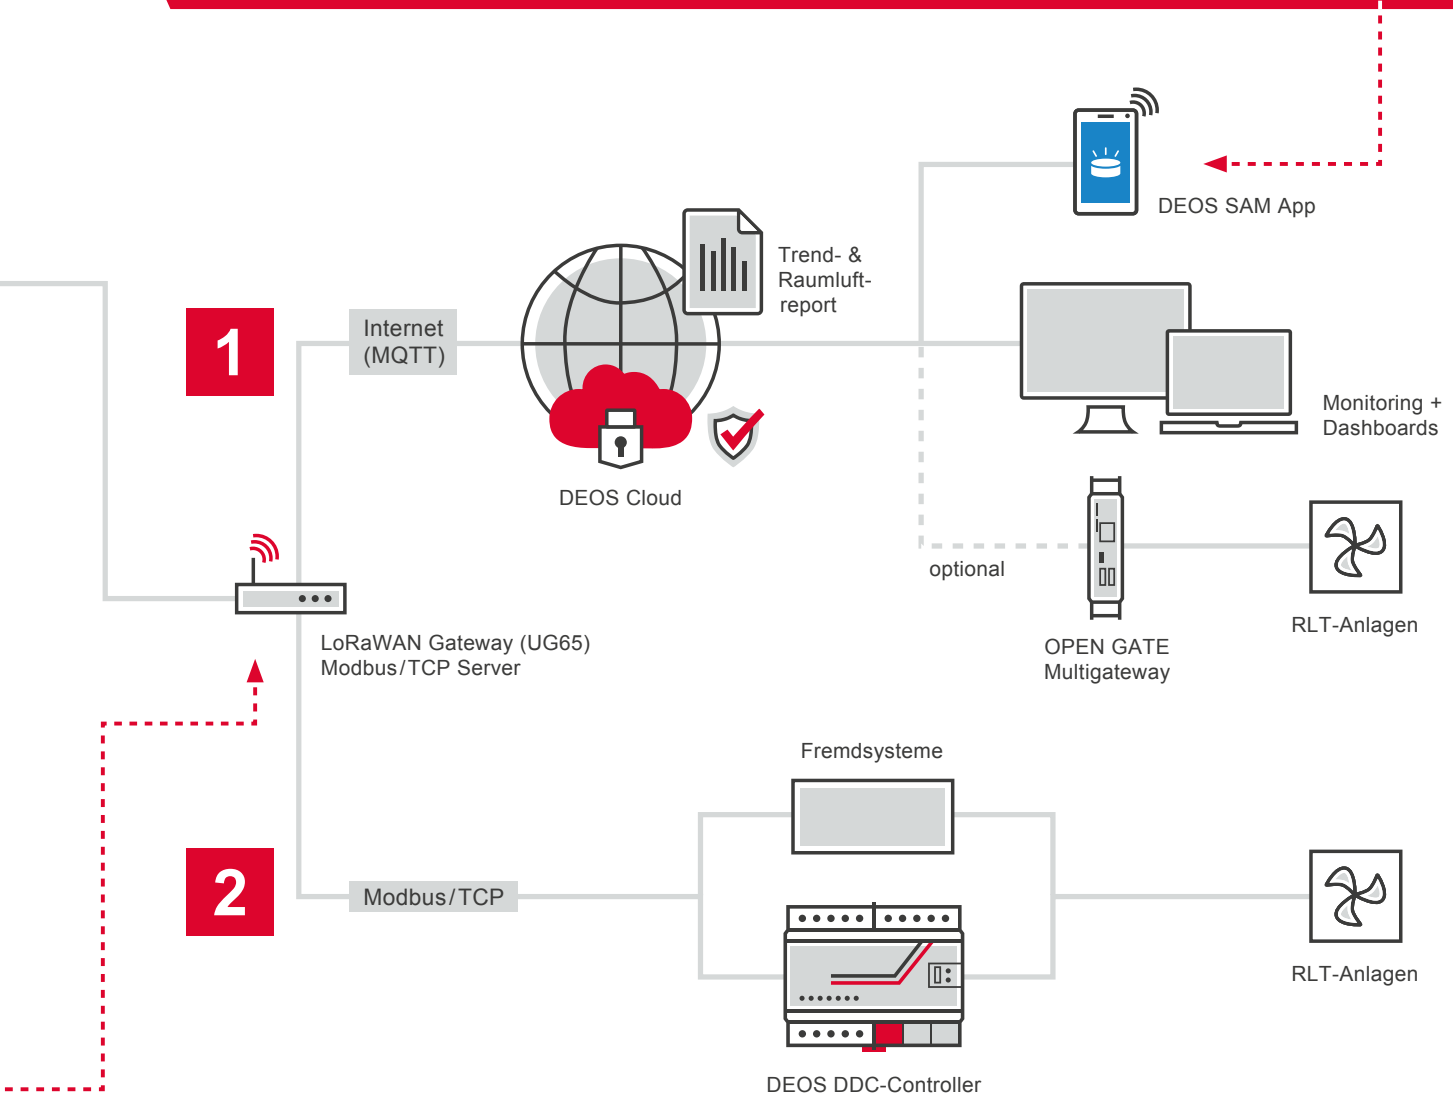 DEOS SAM App
Trend- &
Raumluft-
report
1
Internet
(MQTT)
Monitoring +
Dashboards
DEOS Cloud
optional
RLT-Anlagen
OPEN GATE
Multigateway
LoRaWAN Gateway (UG65)
Modbus/TCP Server
Fremdsysteme
2
Modbus/TCP
RLT-Anlagen
DEOS DDC-Controller